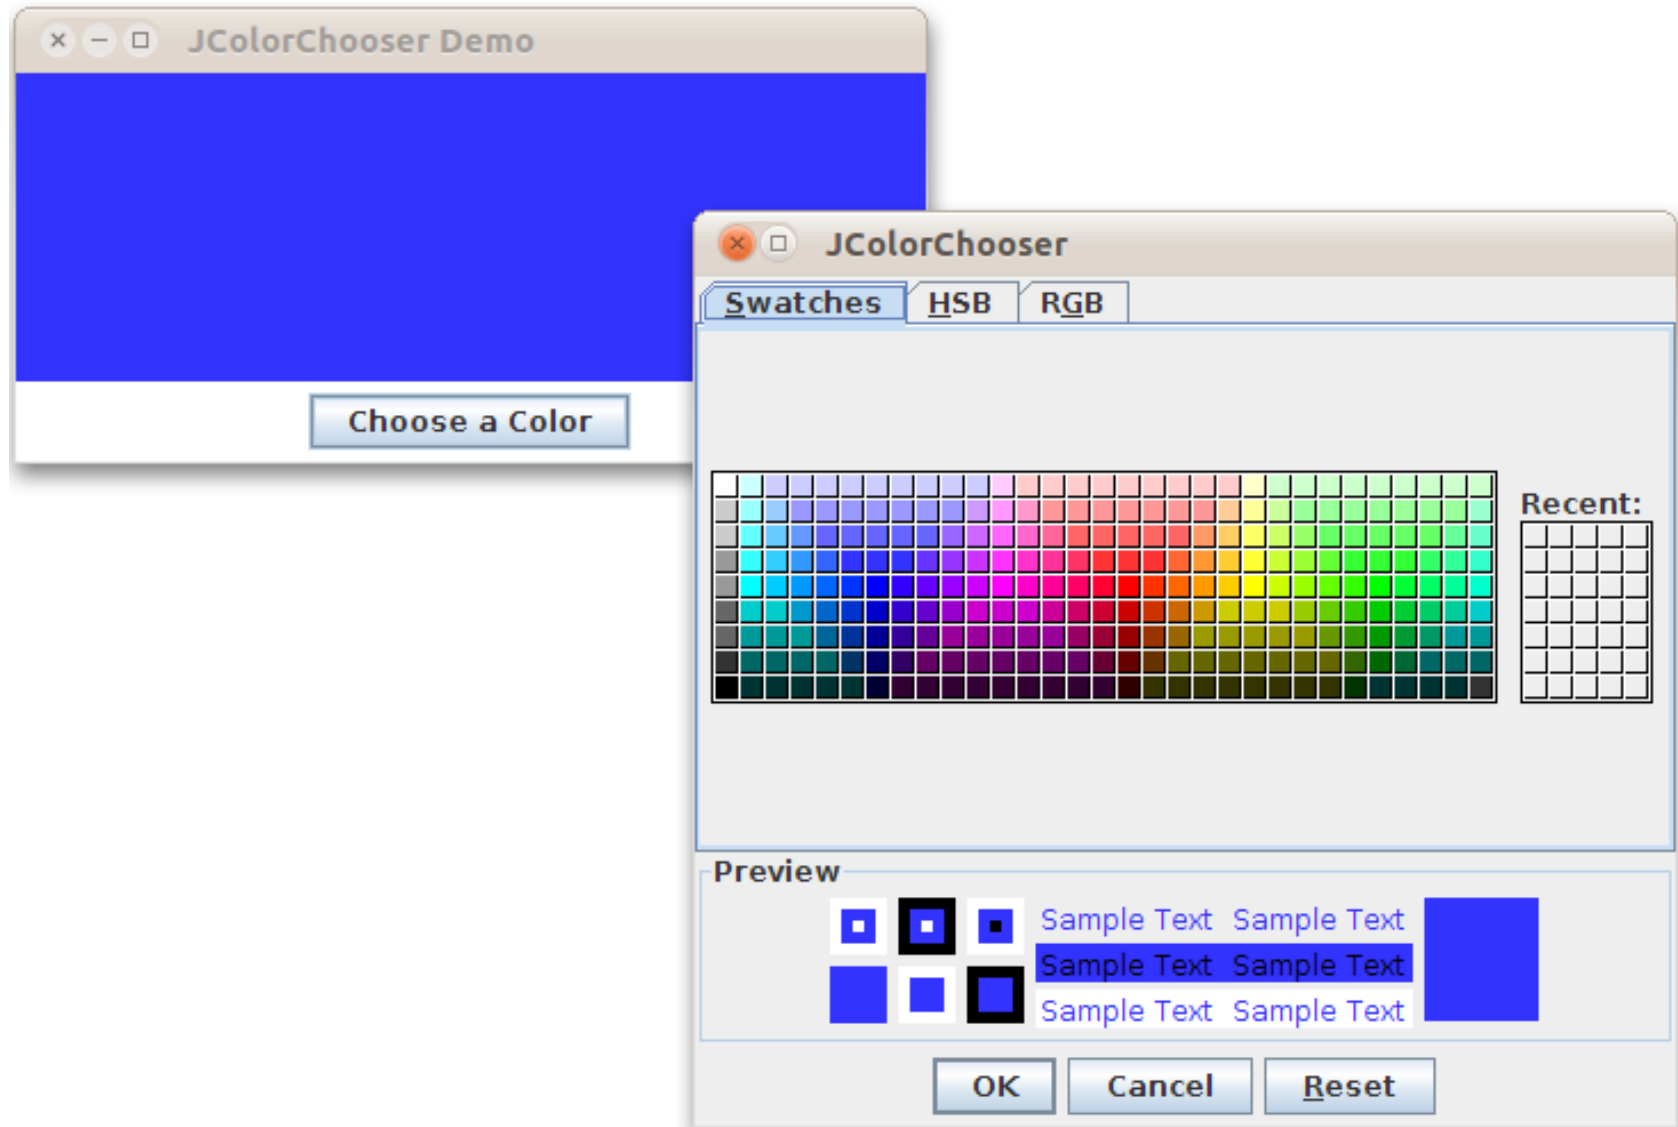 JColorChooser Demo
Choose a Color
JColorChooser
Swatches HSB RGB
Recent:
Preview
Sample Text Sample Text
Sample Text Sample Text
Sample Text Sample Text
OK Cancel Reset